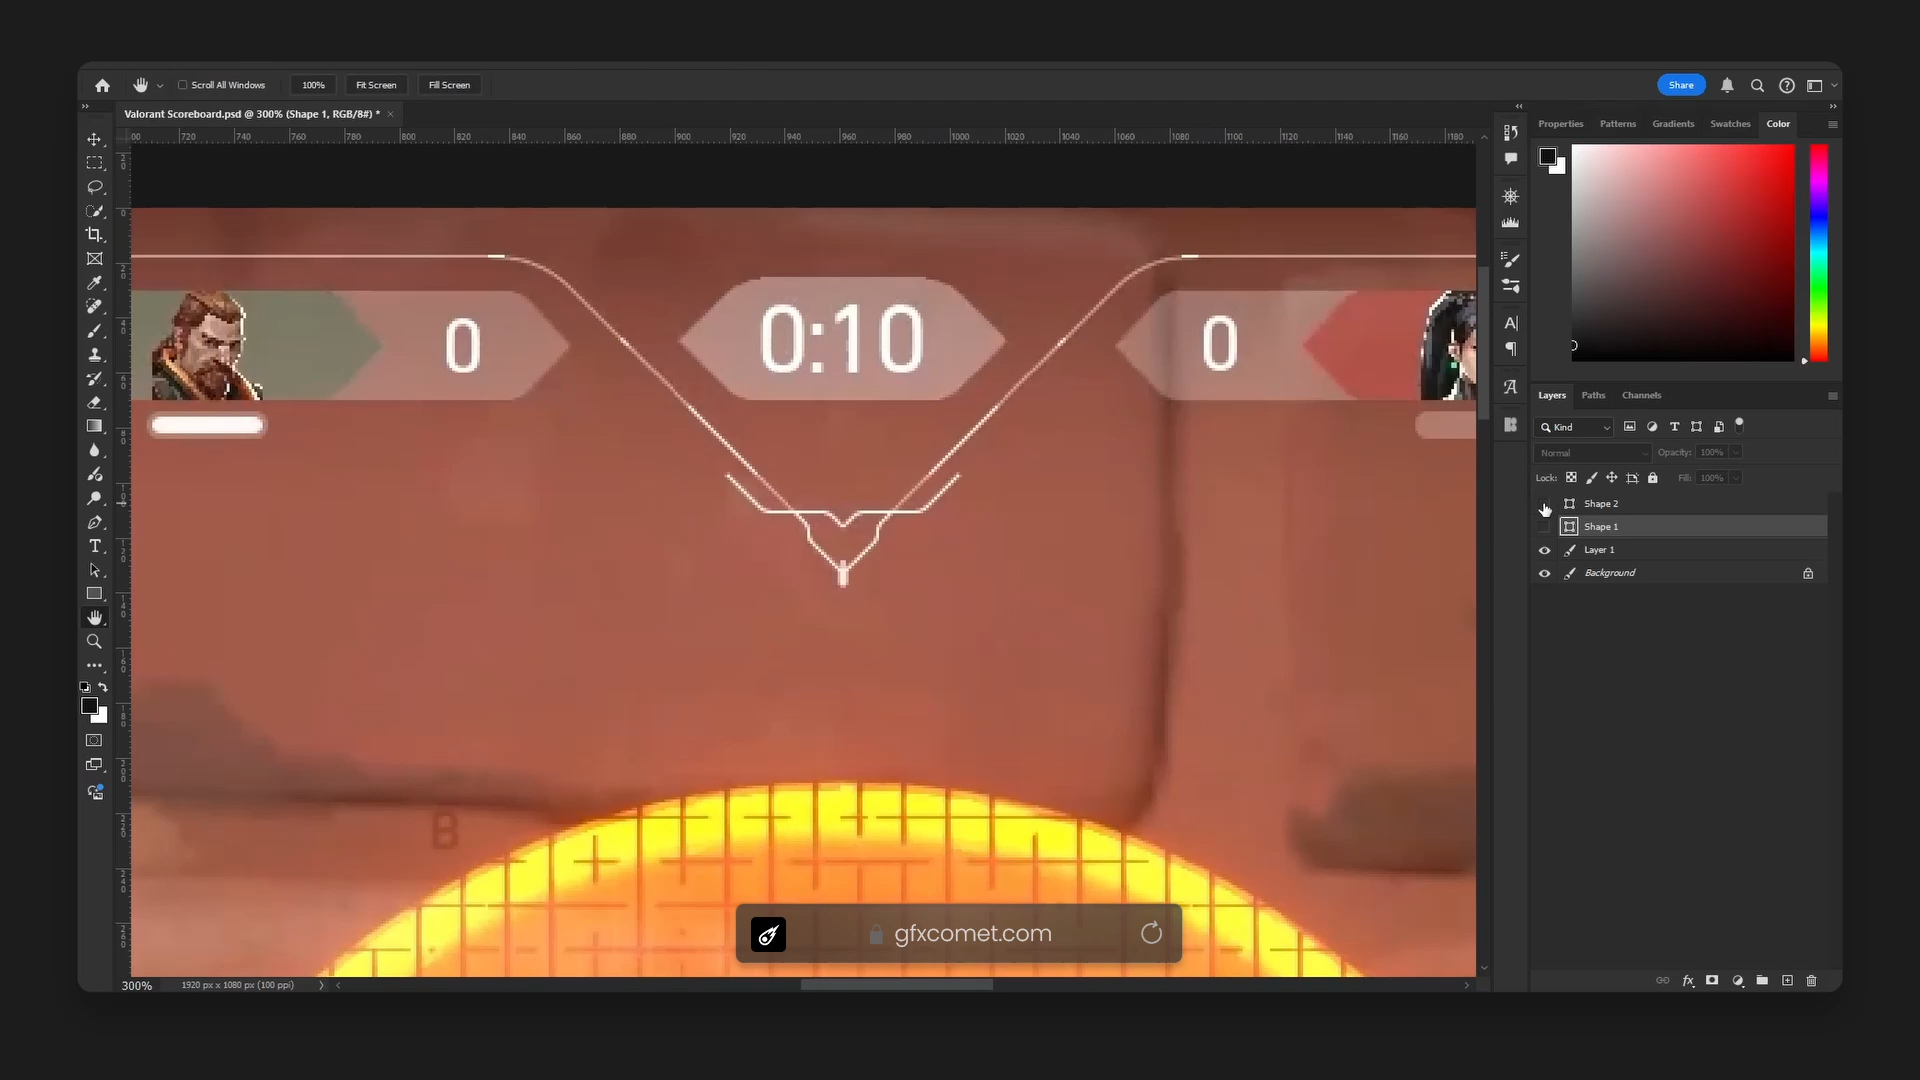 Scroll All Windows 100% Fit Screen Fill Screen Share
Valorant Scoreboard.psd @ 300% (Shape 1, RGB/8#) * ×
00 720 740 760 780 800 820 840 860 880 900 920 940 960 980 1000 1020 1040 1060 1080 1100 1120 1140 1160 1180
Properties Patterns Gradients Swatches Color
0 0:10 0
Layers Paths Channels
Kind
Normal Opacity: 100%
Lock: Fill: 100%
Shape 2
Shape 1
Layer 1
Background
B
gfxcomet.com
300% 1920 px x 1080 px (100 ppi)